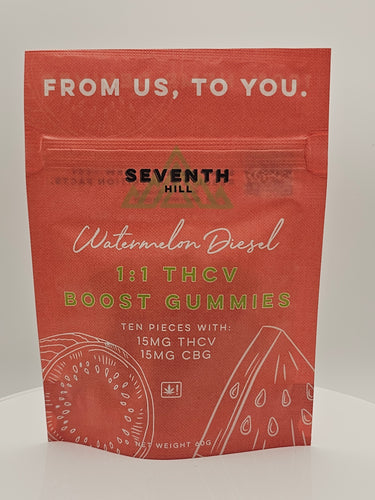 FROM US, TO YOU.
SEVENTH
HILL
Watermelon Diesel
1:1 THCV
BOOST GUMMIES
TEN PIECES WITH:
15MG THCV
15MG CBG
!
NET WEIGHT 60G